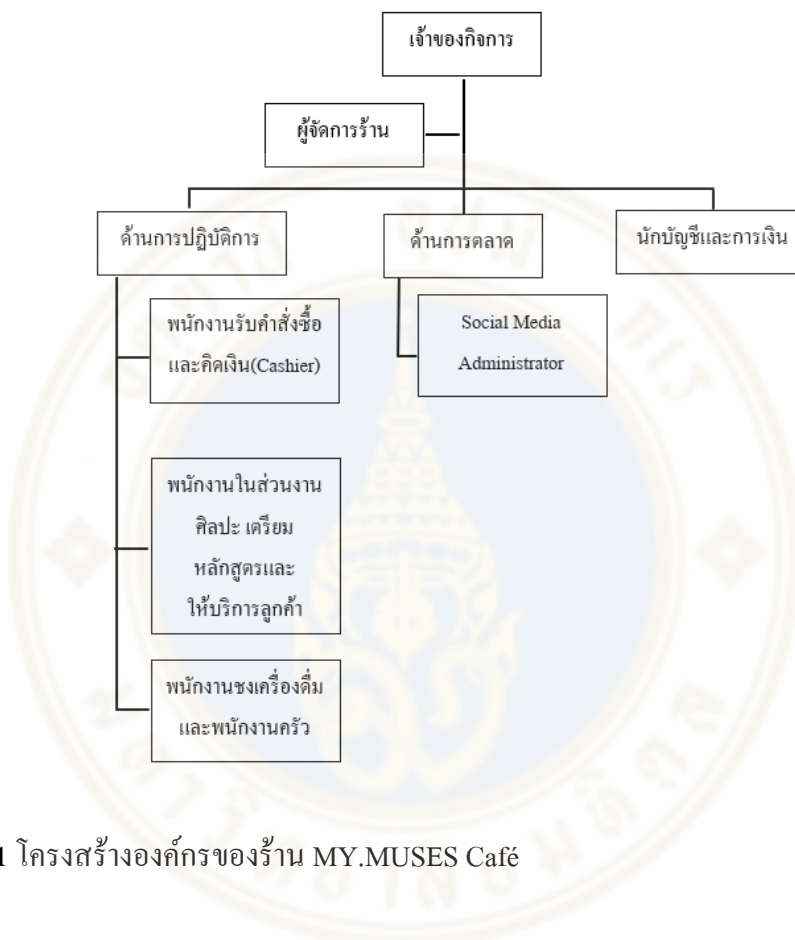 เจ้าของกิจการ
ผู้จัดการร้าน
ด้านการปฏิบัติการ
ด้านการตลาด
นักบัญชีและการเงิน
พนักงานรับคำสั่งซื้อ
และคิดเงิน(Cashier)
Social Media
Administrator
พนักงานในส่วนงาน
ศิลปะ เตรียม
หลักสูตรและ
ให้บริการลูกค้า
พนักงานชงเครื่องดื่ม
และพนักงานครัว
1 โครงสร้างองค์กรของร้าน MY.MUSES Café